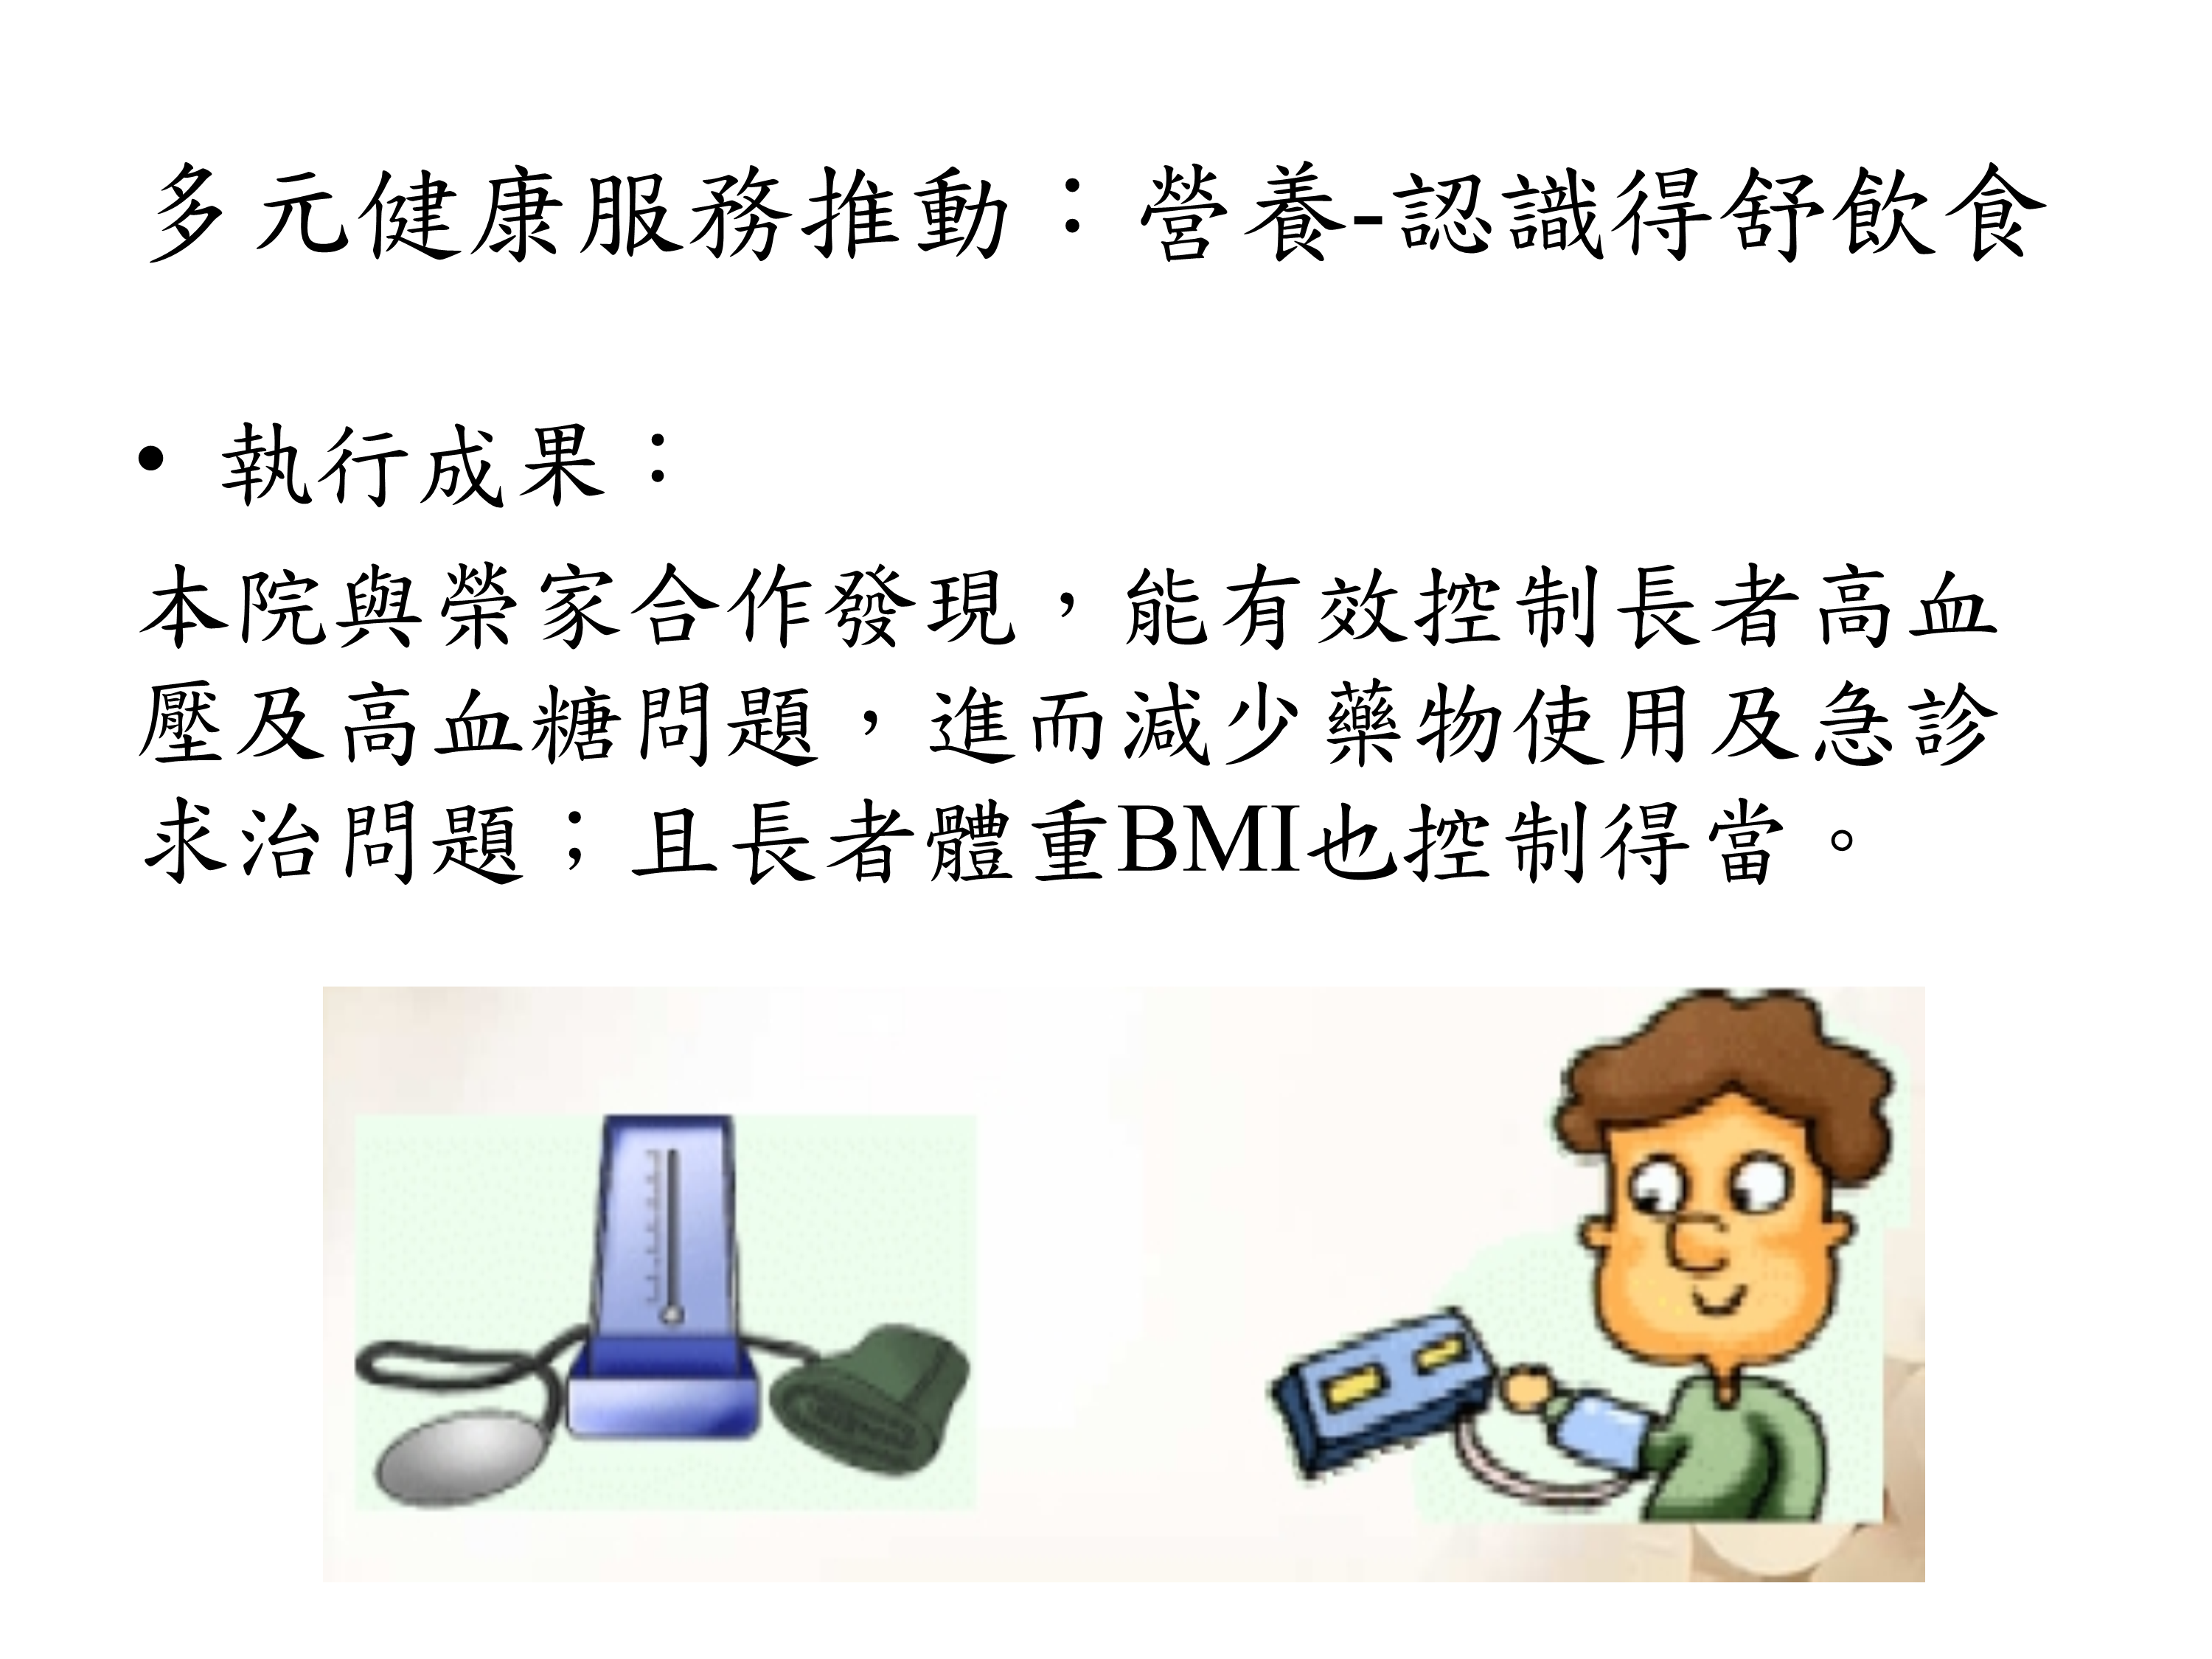 多元健康服務推動：營養-認識得舒飲食
• 執行成果：
本院與榮家合作發現，能有效控制長者高血
壓及高血糖問題，進而減少藥物使用及急診
求治問題；且長者體重BMI也控制得當。